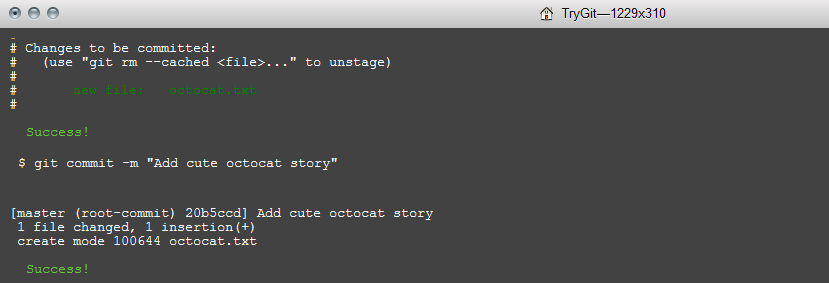 TryGit—1229x310
# Changes to be committed:
#   (use "git rm --cached <file>..." to unstage)
#
#       new file:   octocat.txt
#
Success!
$ git commit -m "Add cute octocat story"
[master (root-commit) 20b5ccd] Add cute octocat story
1 file changed, 1 insertion(+)
create mode 100644 octocat.txt
Success!